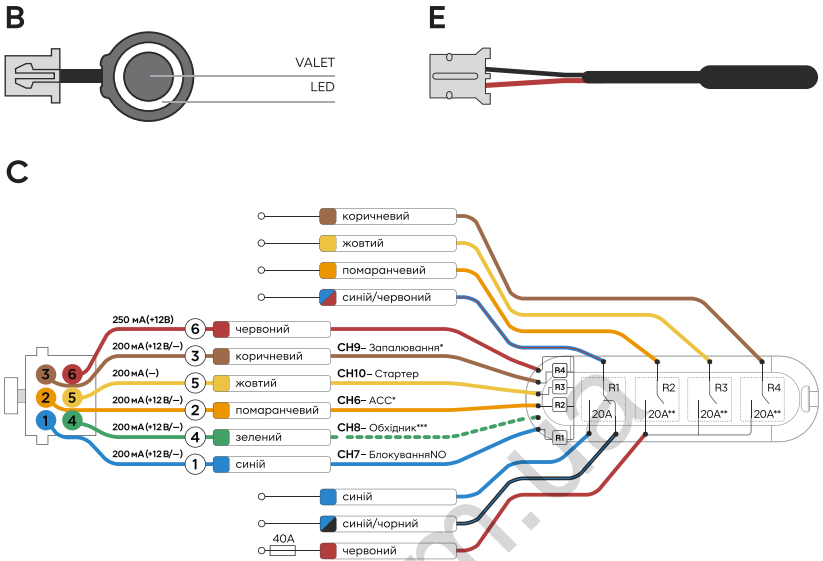 B
E
VALET
LED
C
коричневий
жовтий
помаранчевий
синій/червоний
250 мА(+12В) 6 червоний
200 мА(+12В/–) 3 коричневий CH9– Запалювання*
200 мА(–) 5 жовтий CH10– Стартер
200 мА(+12В/–) 2 помаранчевий CH6– ACC*
200 мА(+12В/–) 4 зелений CH8– Обхідник***
200 мА(+12В/–) 1 синій CH7– БлокуванняNO
3 6
2 5
1 4
R4
R3
R2
R1
R1 R2 R3 R4
20A 20A** 20A** 20A**
синій
синій/чорний
40A червоний
m.ua